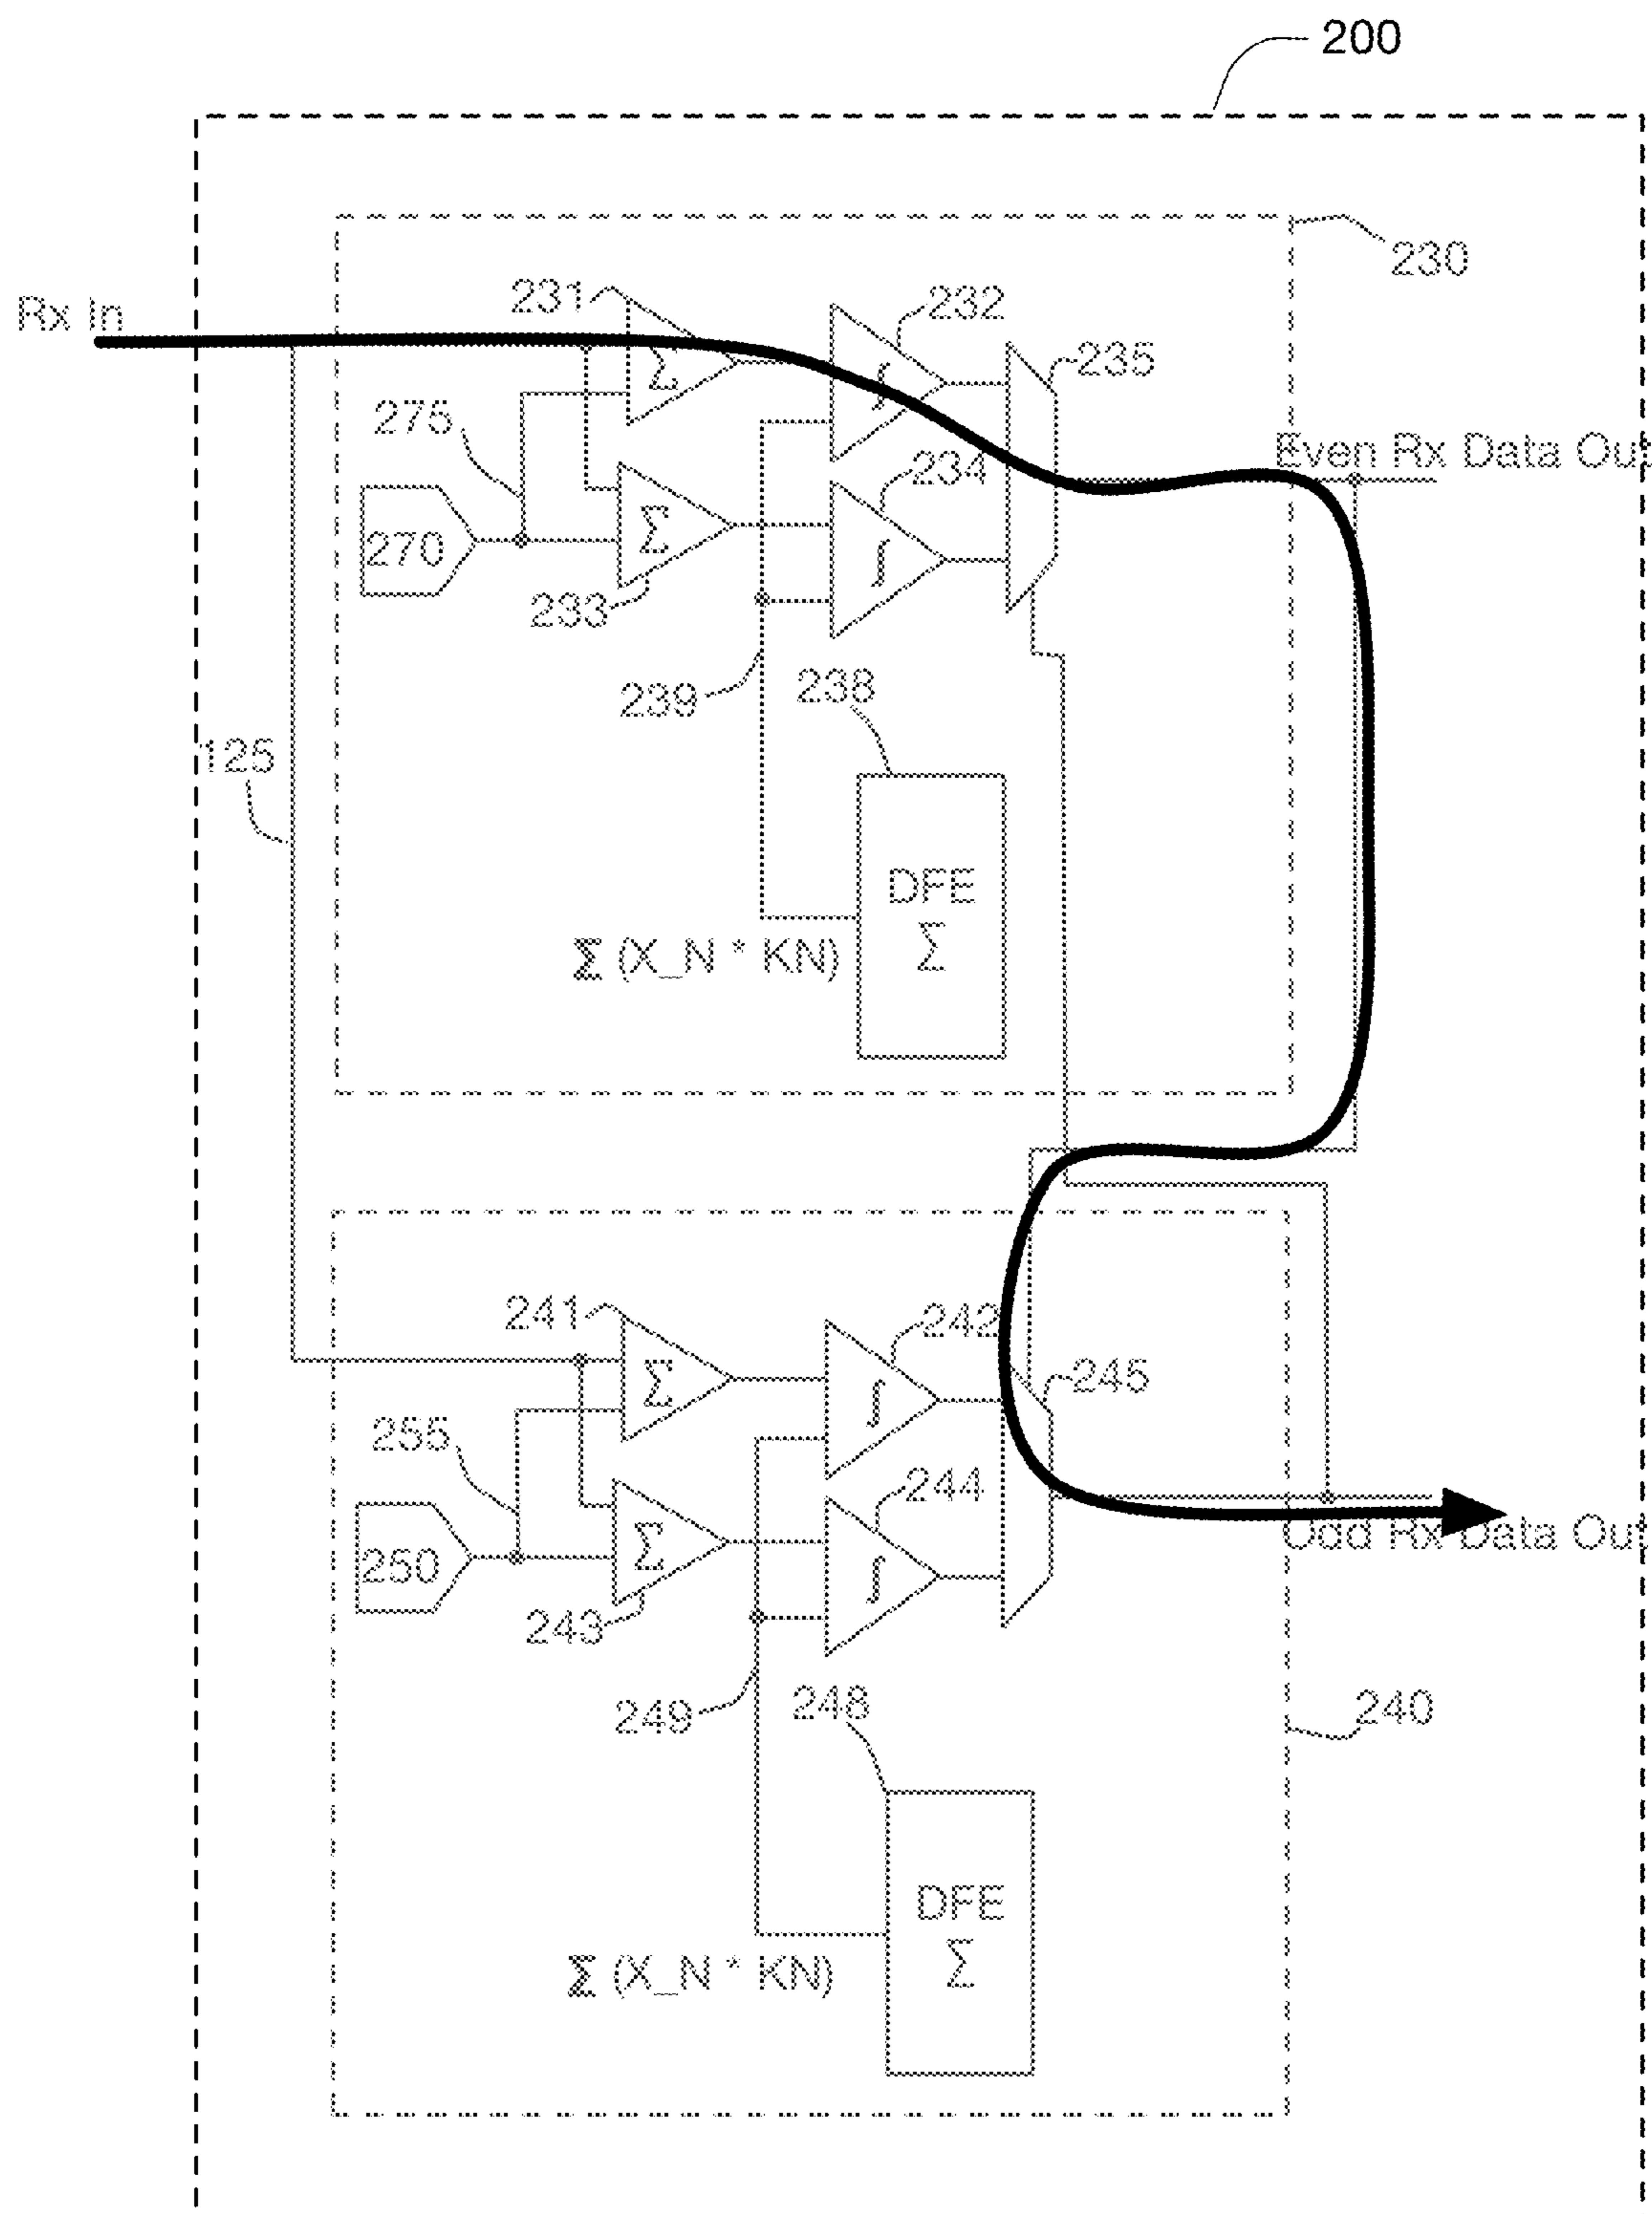 200
230
Rx In
231
232
235
275
Even Rx Data Out
234
Σ
∫
270
Σ
∫
233
239
238
125
DFE
Σ
Σ (X_N * KN)
241
242
245
Σ
∫
255
244
250
Σ
∫
Odd Rx Data Out
243
249
248
240
DFE
Σ
Σ (X_N * KN)